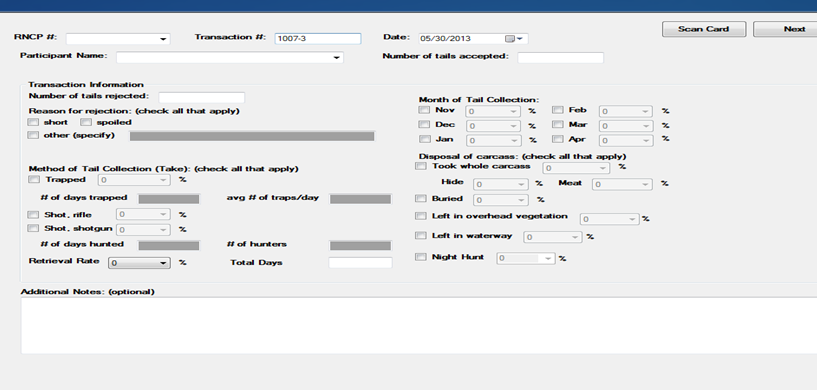 Scan Card Next
RNCP #: Transaction #: 1007-3 Date: 05/30/2013
Participant Name: Number of tails accepted:
Transaction Information
Number of tails rejected:
Reason for rejection: (check all that apply)
short spoiled
other (specify)
Method of Tail Collection (Take): (check all that apply)
Trapped 0 %
# of days trapped avg # of traps/day
Shot, rifle 0 %
Shot, shotgun 0 %
# of days hunted # of hunters
Retrieval Rate 0 % Total Days
Month of Tail Collection:
Nov 0 % Feb 0 %
Dec 0 % Mar 0 %
Jan 0 % Apr 0 %
Disposal of carcass: (check all that apply)
Took whole carcass 0 %
Hide 0 % Meat 0 %
Buried 0 %
Left in overhead vegetation 0 %
Left in waterway 0 %
Night Hunt 0 %
Additional Notes: (optional)